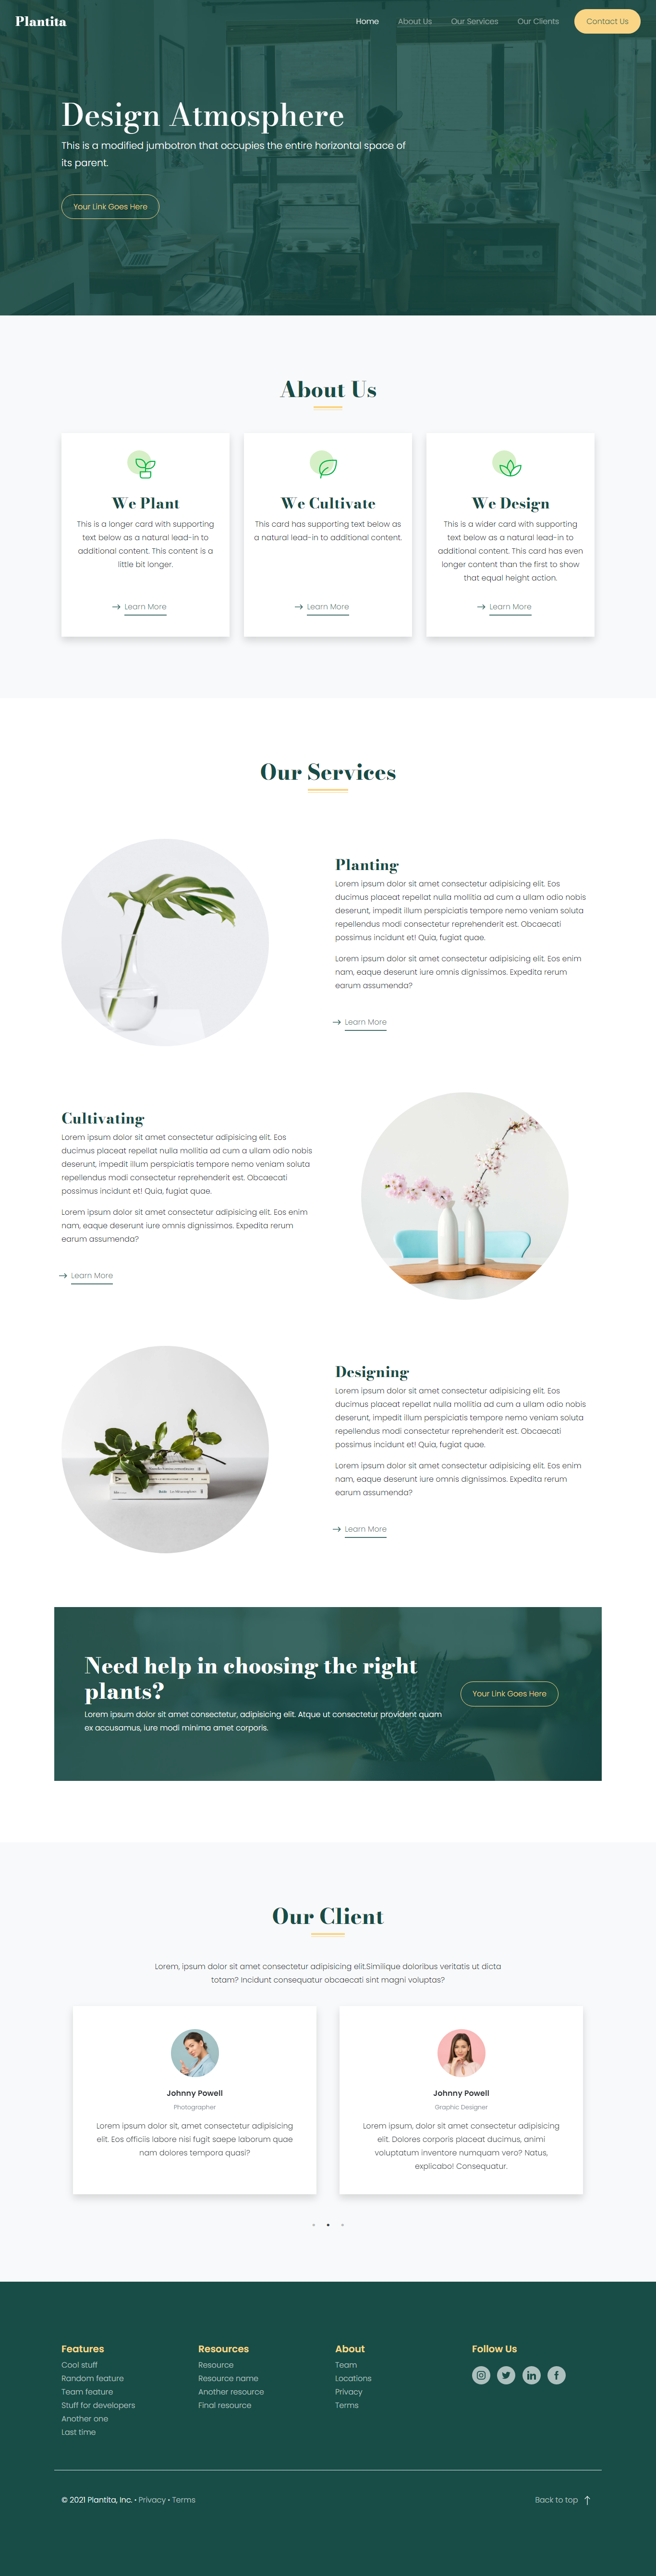 Plantita
Home About Us Our Services Our Clients Contact Us
Design Atmosphere
This is a modified jumbotron that occupies the entire horizontal space of
its parent.
Your Link Goes Here
About Us
We Plant
This is a longer card with supporting
text below as a natural lead-in to
additional content. This content is a
little bit longer.
Learn More
We Cultivate
This card has supporting text below as
a natural lead-in to additional content.
Learn More
We Design
This is a wider card with supporting
text below as a natural lead-in to
additional content. This card has even
longer content than the first to show
that equal height action.
Learn More
Our Services
Planting
Lorem ipsum dolor sit amet consectetur adipisicing elit. Eos
ducimus placeat repellat nulla mollitia ad cum a ullam odio nobis
deserunt, impedit illum perspiciatis tempore nemo veniam soluta
repellendus modi consectetur reprehenderit est. Obcaecati
possimus incidunt et! Quia, fugiat quae.
Lorem ipsum dolor sit amet consectetur adipisicing elit. Eos enim
nam, eaque deserunt iure omnis dignissimos. Expedita rerum
earum assumenda?
Learn More
Cultivating
Lorem ipsum dolor sit amet consectetur adipisicing elit. Eos
ducimus placeat repellat nulla mollitia ad cum a ullam odio nobis
deserunt, impedit illum perspiciatis tempore nemo veniam soluta
repellendus modi consectetur reprehenderit est. Obcaecati
possimus incidunt et! Quia, fugiat quae.
Lorem ipsum dolor sit amet consectetur adipisicing elit. Eos enim
nam, eaque deserunt iure omnis dignissimos. Expedita rerum
earum assumenda?
Learn More
Designing
Lorem ipsum dolor sit amet consectetur adipisicing elit. Eos
ducimus placeat repellat nulla mollitia ad cum a ullam odio nobis
deserunt, impedit illum perspiciatis tempore nemo veniam soluta
repellendus modi consectetur reprehenderit est. Obcaecati
possimus incidunt et! Quia, fugiat quae.
Lorem ipsum dolor sit amet consectetur adipisicing elit. Eos enim
nam, eaque deserunt iure omnis dignissimos. Expedita rerum
earum assumenda?
Learn More
Need help in choosing the right
plants?
Lorem ipsum dolor sit amet consectetur, adipisicing elit. Atque ut consectetur provident quam
ex accusamus, iure modi minima amet corporis.
Your Link Goes Here
Our Client
Lorem, ipsum dolor sit amet consectetur adipisicing elit.Similique doloribus veritatis ut dicta
totam? Incidunt consequatur obcaecati sint magni voluptas?
Johnny Powell
Photographer
Lorem ipsum dolor sit, amet consectetur adipisicing
elit. Eos officiis labore nisi fugit saepe laborum quae
nam dolores tempora quasi?
Johnny Powell
Graphic Designer
Lorem ipsum, dolor sit amet consectetur adipisicing
elit. Dolores corporis placeat ducimus, animi
voluptatum inventore numquam vero? Natus,
explicabo! Consequatur.
Features
Cool stuff
Random feature
Team feature
Stuff for developers
Another one
Last time
Resources
Resource
Resource name
Another resource
Final resource
About
Team
Locations
Privacy
Terms
Follow Us
© 2021 Plantita, Inc. • Privacy • Terms
Back to top